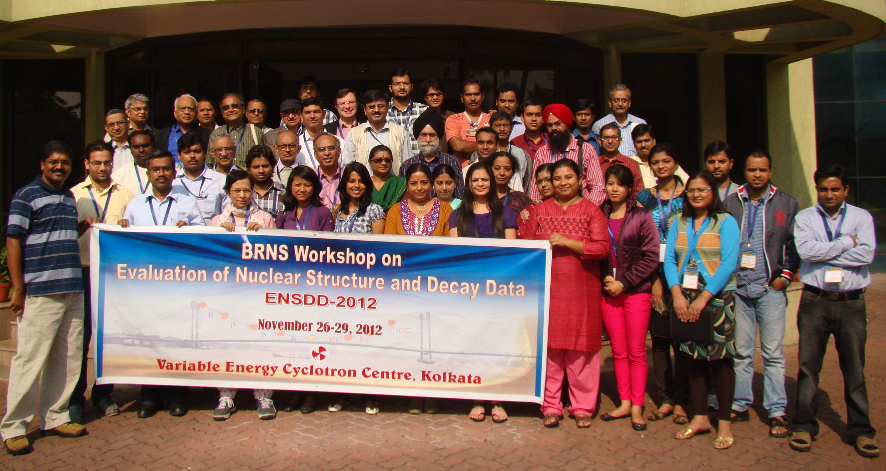 BRNS Workshop on
Evaluation of Nuclear Structure and Decay Data
ENSDD-2012
November 26-29, 2012
Variable Energy Cyclotron Centre, Kolkata